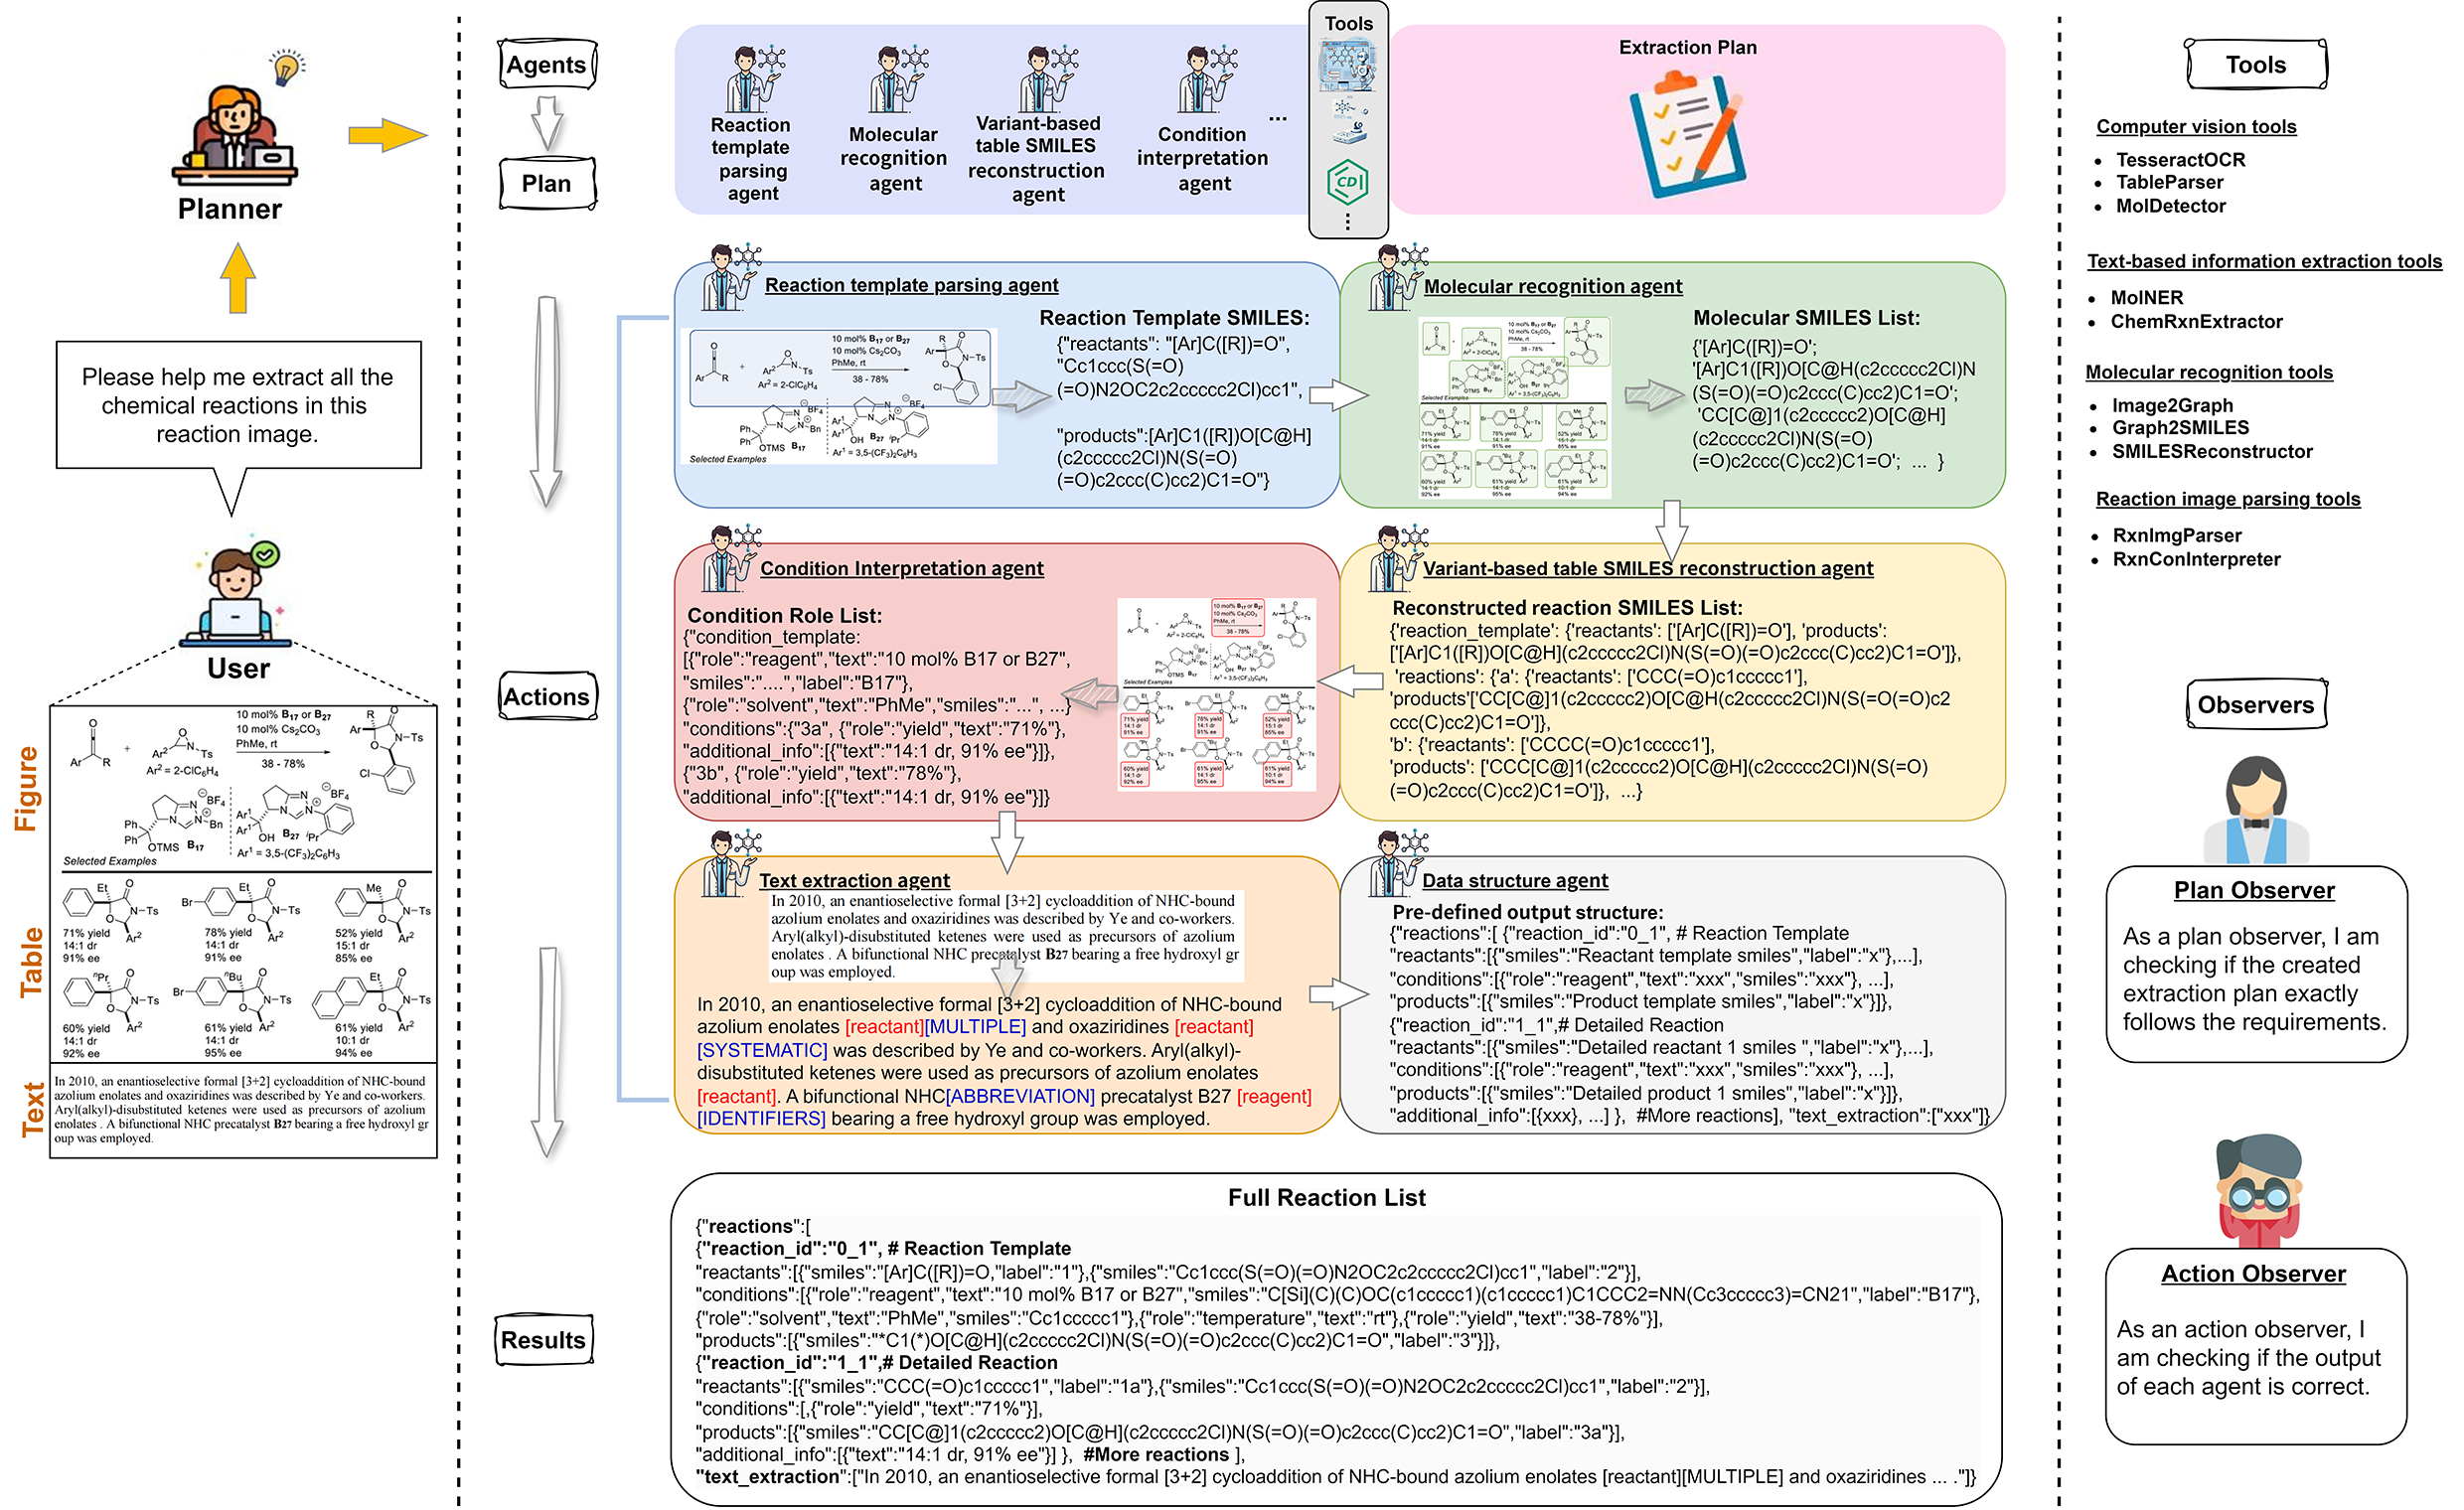 Planner
Please help me extract all the
chemical reactions in this
reaction image.
User
Figure
Ar
R
+
Ar² = 2-ClC₆H₄
10 mol% B₁₇ or B₂₇
10 mol% Cs₂CO₃
PhMe, rt
38 - 78%
B₁₇
B₂₇
Ar¹ = 3,5-(CF₃)₂C₆H₃
Selected Examples
Table
71% yield
14:1 dr
91% ee
78% yield
14:1 dr
91% ee
52% yield
15:1 dr
85% ee
60% yield
14:1 dr
92% ee
61% yield
14:1 dr
95% ee
61% yield
10:1 dr
94% ee
Text
In 2010, an enantioselective formal [3+2] cycloaddition of NHC-bound
azolium enolates and oxaziridines was described by Ye and co-workers.
Aryl(alkyl)-disubstituted ketenes were used as precursors of azolium
enolates . A bifunctional NHC precatalyst B27 bearing a free hydroxyl gr
oup was employed.
Agents
Plan
Actions
Results
Reaction
template
parsing
agent
Molecular
recognition
agent
Variant-based
table SMILES
reconstruction
agent
Condition
interpretation
agent
...
Tools
CD
Extraction Plan
Reaction template parsing agent
Reaction Template SMILES:
{"reactants": "[Ar]C([R])=O",
"Cc1ccc(S(=O)
(=O)N2OC2c2ccccc2Cl)cc1",
"products":[Ar]C1([R])O[C@H]
(c2ccccc2Cl)N(S(=O)
(=O)c2ccc(C)cc2)C1=O"}
Molecular recognition agent
Molecular SMILES List:
{'[Ar]C([R])=O';
'[Ar]C1([R])O[C@H(c2ccccc2Cl)N
(S(=O)(=O)c2ccc(C)cc2)C1=O';
'CC[C@]1(c2ccccc2)O[C@H]
(c2ccccc2Cl)N(S(=O)
(=O)c2ccc(C)cc2)C1=O'; ... }
Condition Interpretation agent
Condition Role List:
{"condition_template:
[{"role":"reagent","text":"10 mol% B17 or B27",
"smiles":"....","label":"B17"},
{"role":"solvent","text":"PhMe","smiles":"...", ...}
"conditions":{"3a", {"role":"yield","text":"71%"},
"additional_info":[{"text":"14:1 dr, 91% ee"}]},
{"3b", {"role":"yield","text":"78%"},
"additional_info":[{"text":"14:1 dr, 91% ee"}]}
Variant-based table SMILES reconstruction agent
Reconstructed reaction SMILES List:
{'reaction_template': {'reactants': ['[Ar]C([R])=O'], 'products':
['[Ar]C1([R])O[C@H](c2ccccc2Cl)N(S(=O)(=O)c2ccc(C)cc2)C1=O']},
'reactions': {'a': {'reactants': ['CCC(=O)c1ccccc1'],
'products'['CC[C@]1(c2ccccc2)O[C@H(c2ccccc2Cl)N(S(=O(=O)c2
ccc(C)cc2)C1=O']},
'b': {'reactants': ['CCCC(=O)c1ccccc1'],
'products': ['CCC[C@]1(c2ccccc2)O[C@H](c2ccccc2Cl)N(S(=O)
(=O)c2ccc(C)cc2)C1=O']}, ...}
Text extraction agent
In 2010, an enantioselective formal [3+2] cycloaddition of NHC-bound
azolium enolates and oxaziridines was described by Ye and co-workers.
Aryl(alkyl)-disubstituted ketenes were used as precursors of azolium
enolates . A bifunctional NHC precatalyst B27 bearing a free hydroxyl gr
oup was employed.
In 2010, an enantioselective formal [3+2] cycloaddition of NHC-bound
azolium enolates [reactant][MULTIPLE] and oxaziridines [reactant]
[SYSTEMATIC] was described by Ye and co-workers. Aryl(alkyl)-
disubstituted ketenes were used as precursors of azolium enolates
[reactant]. A bifunctional NHC[ABBREVIATION] precatalyst B27 [reagent]
[IDENTIFIERS] bearing a free hydroxyl group was employed.
Data structure agent
Pre-defined output structure:
{"reactions":[ {"reaction_id":"0_1", # Reaction Template
"reactants":[{"smiles":"Reactant template smiles","label":"x"},...],
"conditions":[{"role":"reagent","text":"xxx","smiles":"xxx"}, ...],
"products":[{"smiles":"Product template smiles","label":"x"}]},
{"reaction_id":"1_1",# Detailed Reaction
"reactants":[{"smiles":"Detailed reactant 1 smiles ","label":"x"},...],
"conditions":[{"role":"reagent","text":"xxx","smiles":"xxx"}, ...],
"products":[{"smiles":"Detailed product 1 smiles","label":"x"}]},
"additional_info":[{xxx}, ...] }, #More reactions], "text_extraction":["xxx"]}
Full Reaction List
{"reactions":[
{"reaction_id":"0_1", # Reaction Template
"reactants":[{"smiles":"[Ar]C([R])=O,"label":"1"},{"smiles":"Cc1ccc(S(=O)(=O)N2OC2c2ccccc2Cl)cc1","label":"2"}],
"conditions":[{"role":"reagent","text":"10 mol% B17 or B27","smiles":"C[Si](C)(C)OC(c1ccccc1)(c1ccccc1)C1CCC2=NN(Cc3ccccc3)=CN21","label":"B17"},
{"role":"solvent","text":"PhMe","smiles":"Cc1ccccc1"},{"role":"temperature","text":"rt"},{"role":"yield","text":"38-78%"}],
"products":[{"smiles":"*C1(*)O[C@H](c2ccccc2Cl)N(S(=O)(=O)c2ccc(C)cc2)C1=O","label":"3"}]},
{"reaction_id":"1_1",# Detailed Reaction
"reactants":[{"smiles":"CCC(=O)c1ccccc1","label":"1a"},{"smiles":"Cc1ccc(S(=O)(=O)N2OC2c2ccccc2Cl)cc1","label":"2"}],
"conditions":[,{"role":"yield","text":"71%"}],
"products":[{"smiles":"CC[C@]1(c2ccccc2)O[C@H](c2ccccc2Cl)N(S(=O)(=O)c2ccc(C)cc2)C1=O","label":"3a"}],
"additional_info":[{"text":"14:1 dr, 91% ee"}] }, #More reactions ],
"text_extraction":["In 2010, an enantioselective formal [3+2] cycloaddition of NHC-bound azolium enolates [reactant][MULTIPLE] and oxaziridines ... ."]}
Tools
Computer vision tools
• TesseractOCR
• TableParser
• MolDetector
Text-based information extraction tools
• MolNER
• ChemRxnExtractor
Molecular recognition tools
• Image2Graph
• Graph2SMILES
• SMILESReconstructor
Reaction image parsing tools
• RxnImgParser
• RxnConInterpreter
Observers
Plan Observer
As a plan observer, I am
checking if the created
extraction plan exactly
follows the requirements.
Action Observer
As an action observer, I
am checking if the output
of each agent is correct.